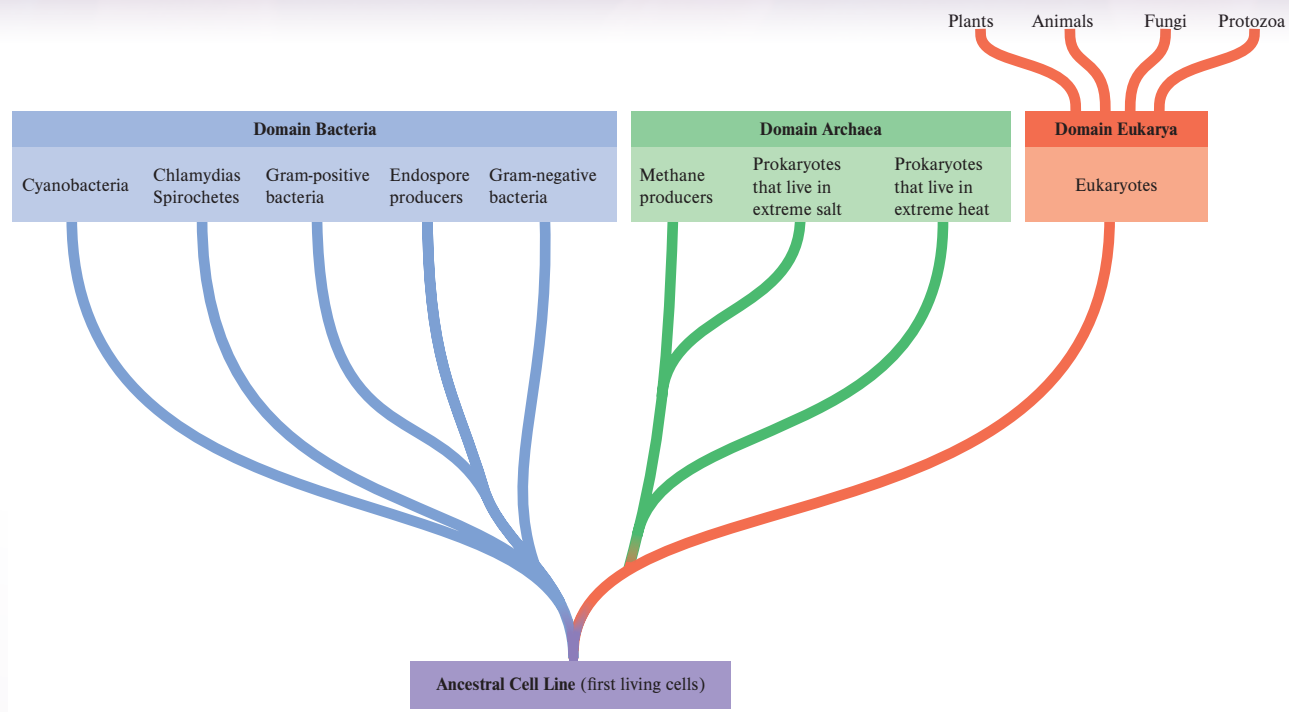 Plants
Animals
Fungi
Protozoa
Domain Bacteria
Cyanobacteria
Chlamydias
Spirochetes
Gram-positive
bacteria
Endospore
producers
Gram-negative
bacteria
Domain Archaea
Methane
producers
Prokaryotes
that live in
extreme salt
Prokaryotes
that live in
extreme heat
Domain Eukarya
Eukaryotes
Ancestral Cell Line (first living cells)